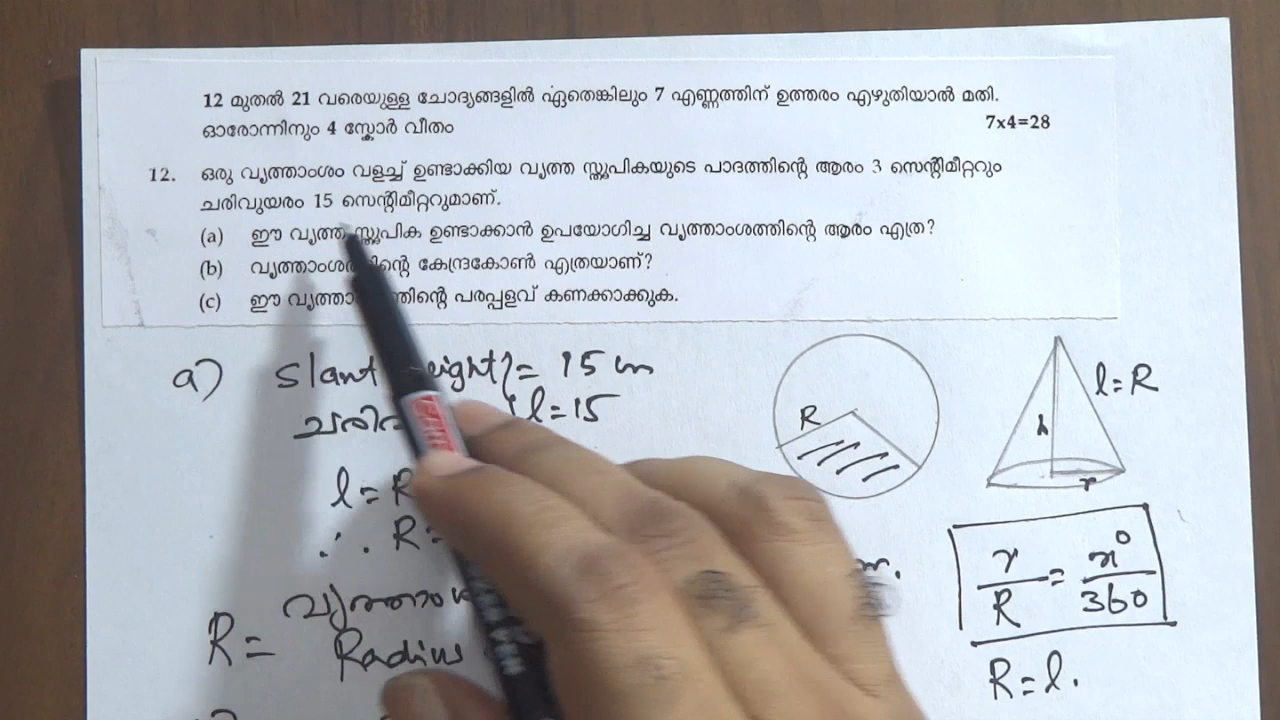 12 മുതൽ 21 വരെയുള്ള ചോദ്യങ്ങളിൽ ഏതെങ്കിലും 7 എണ്ണത്തിന് ഉത്തരം എഴുതിയാൽ മതി.
ഓരോന്നിനും 4 സ്കോർ വീതം 7x4=28
12. ഒരു വൃത്താംശം വളച്ച് ഉണ്ടാക്കിയ വൃത്ത സ്തൂപികയുടെ പാദത്തിന്റെ ആരം 3 സെന്റിമീറ്ററും
ചരിവുയരം 15 സെന്റിമീറ്ററുമാണ്.
(a) ഈ വൃത്ത സ്തൂപിക ഉണ്ടാക്കാൻ ഉപയോഗിച്ച വൃത്താംശത്തിന്റെ ആരം എത്ര?
(b) കേന്ദ്രകോൺ എത്രയാണ്?
(c) ഈ പരപ്പളവ് കണക്കാക്കുക.
a) Slant = 15 cm
l=15
l =
∴ R =
R =
Radius
R
l=R
h
r
r/R = x°/360
R=l.